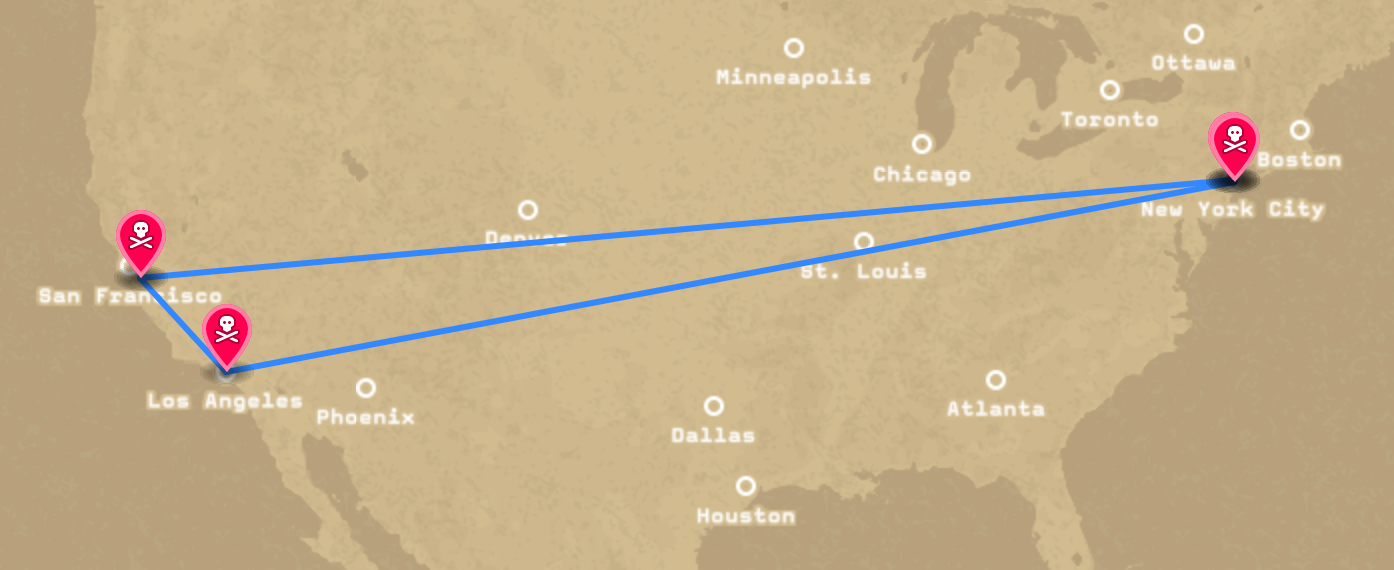 Ottawa
Minneapolis
Toronto
Boston
Chicago
New York City
Denver
St. Louis
San Francisco
Los Angeles
Phoenix
Atlanta
Dallas
Houston